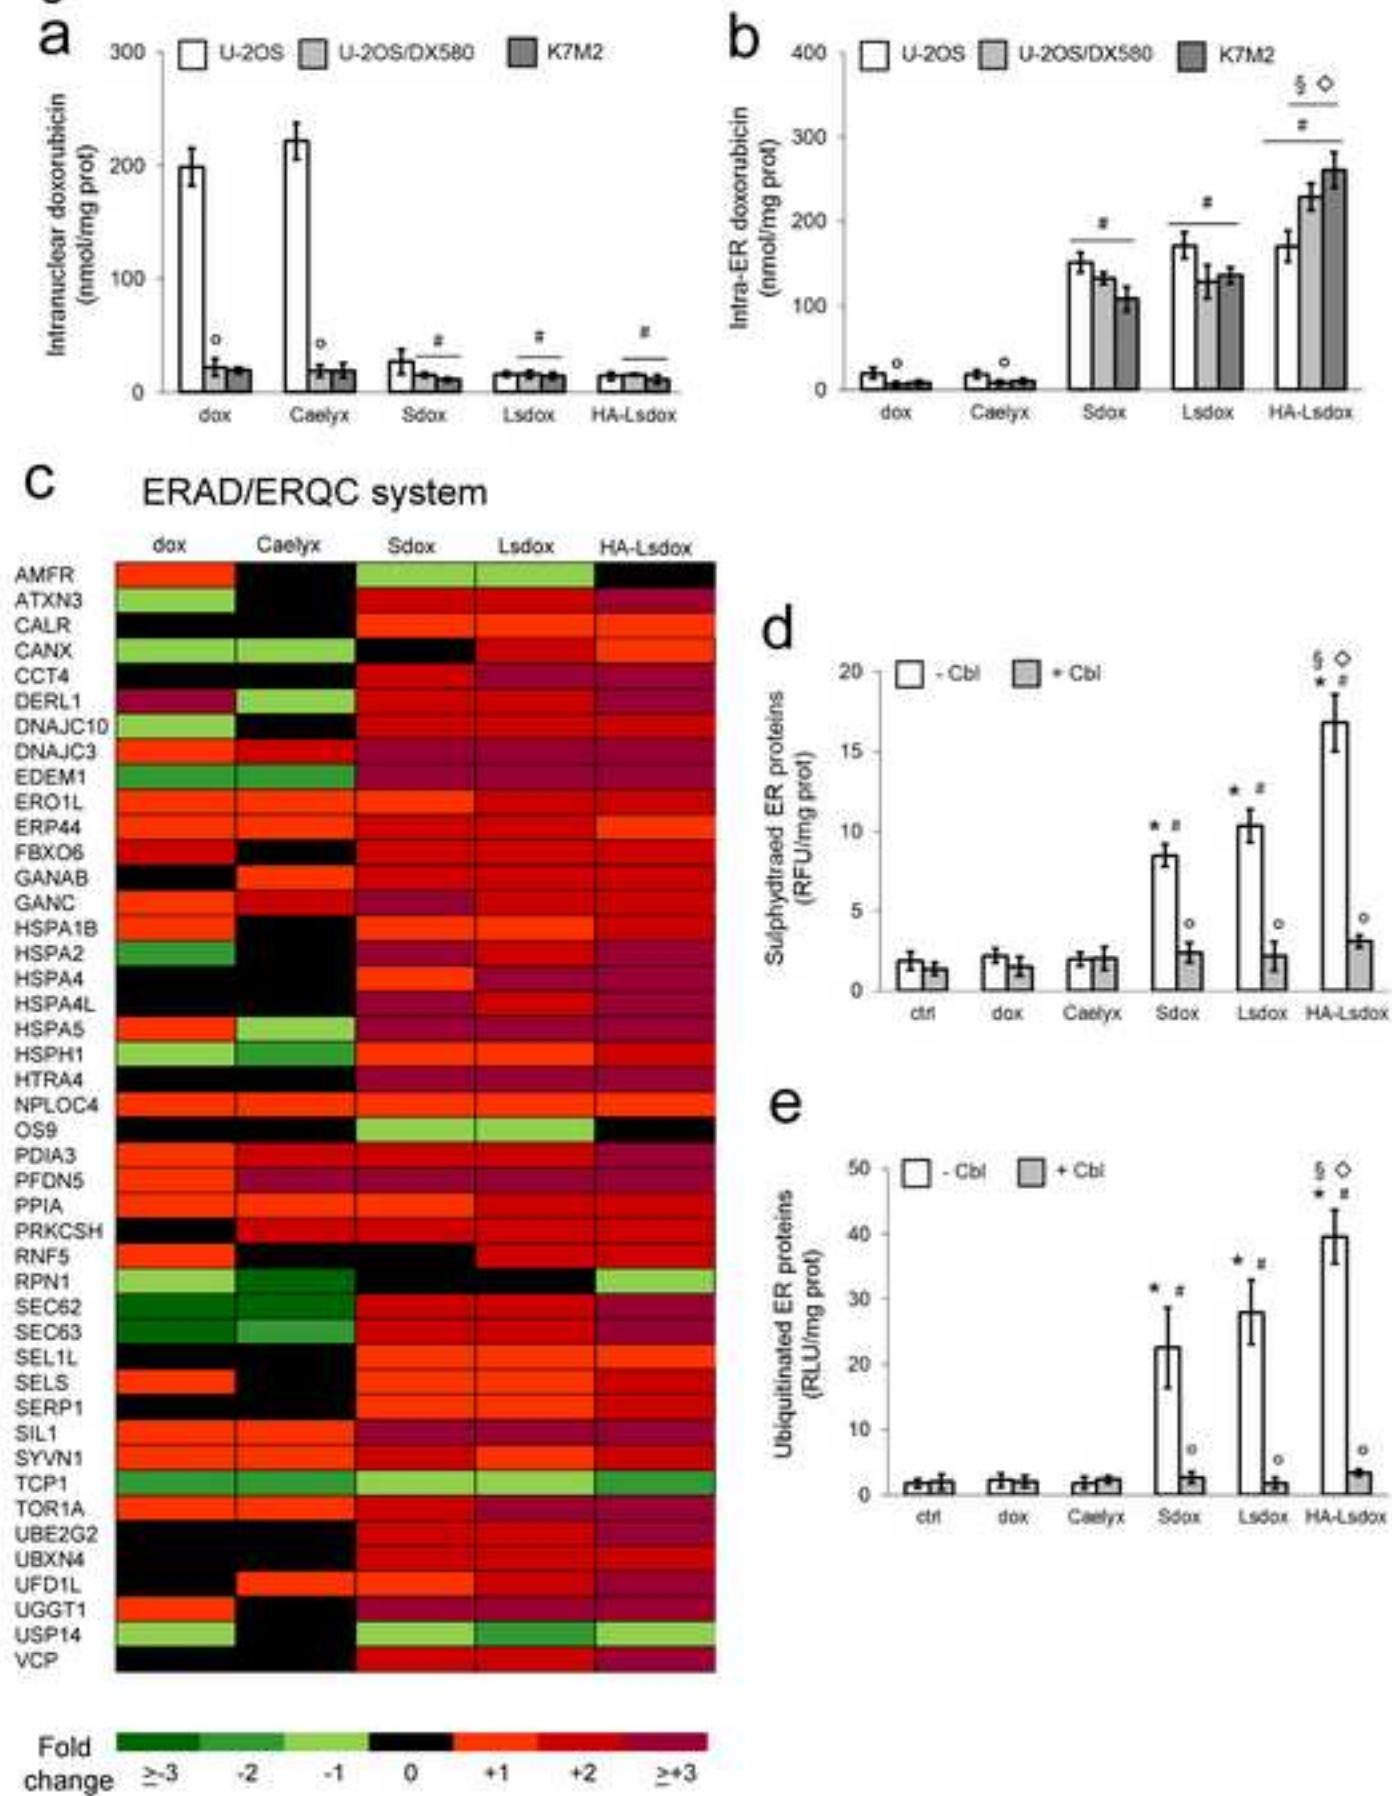 a
300
200
100
0
U-2OS
U-2OS/DX580
K7M2
Intranuclear doxorubicin
(nmol/mg prot)
o
o
#
#
#
dox
Caelyx
Sdox
Lsdox
HA-Lsdox
b
400
300
200
100
0
U-2OS
U-2OS/DX580
K7M2
Intra-ER doxorubicin
(nmol/mg prot)
o
o
#
#
§ ◇
#
dox
Caelyx
Sdox
Lsdox
HA-Lsdox
c
ERAD/ERQC system
dox Caelyx Sdox Lsdox HA-Lsdox
AMFR
ATXN3
CALR
CANX
CCT4
DERL1
DNAJC10
DNAJC3
EDEM1
ERO1L
ERP44
FBXO6
GANAB
GANC
HSPA1B
HSPA2
HSPA4
HSPA4L
HSPA5
HSPH1
HTRA4
NPLOC4
OS9
PDIA3
PFDN5
PPIA
PRKCSH
RNF5
RPN1
SEC62
SEC63
SEL1L
SELS
SERP1
SIL1
SYVN1
TCP1
TOR1A
UBE2G2
UBXN4
UFD1L
UGGT1
USP14
VCP
Fold
change
≥-3 -2 -1 0 +1 +2 ≥+3
d
20
15
10
5
0
- Cbl
+ Cbl
Sulphydtraed ER proteins
(RFU/mg prot)
* #
o
* #
o
§ ◇
* #
o
ctrl
dox
Caelyx
Sdox
Lsdox
HA-Lsdox
e
50
40
30
20
10
0
- Cbl
+ Cbl
Ubiquitinated ER proteins
(RLU/mg prot)
* #
o
* #
o
§ ◇
* #
o
ctrl
dox
Caelyx
Sdox
Lsdox
HA-Lsdox